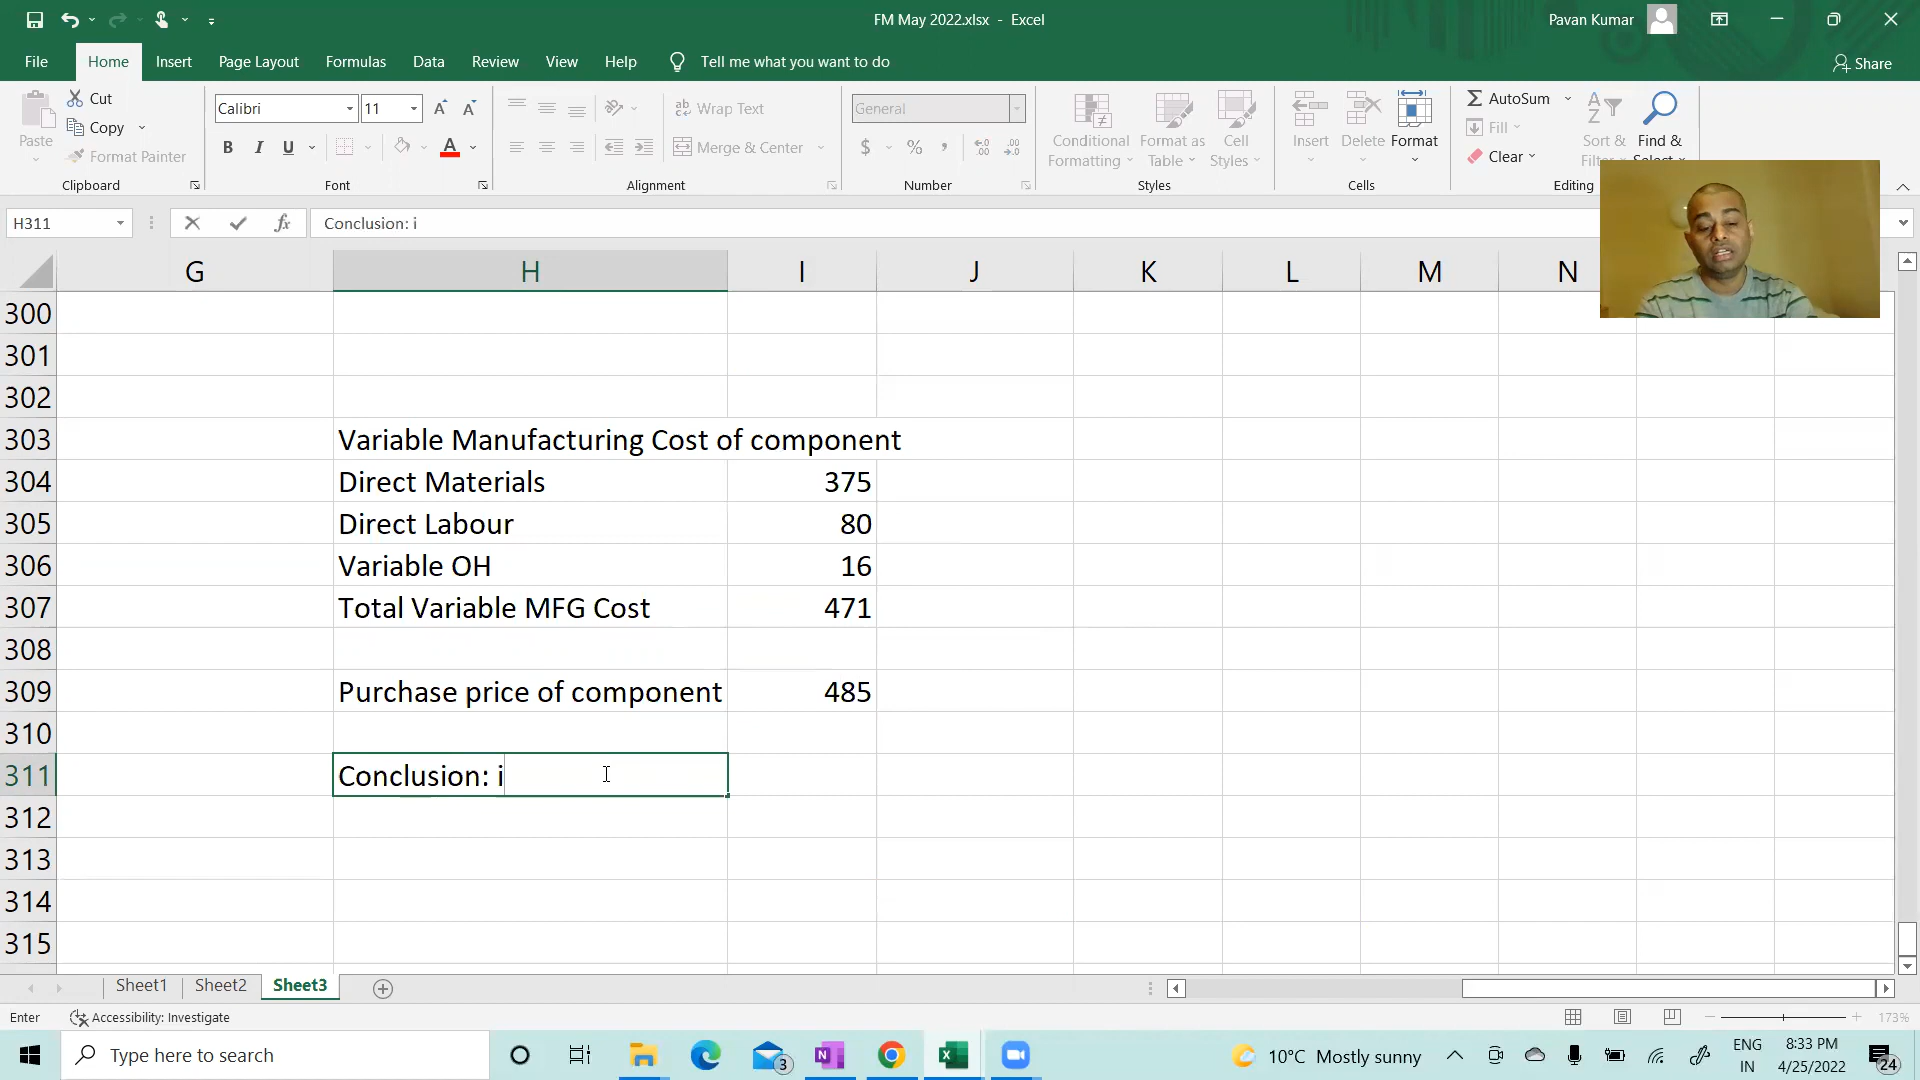 FM May 2022.xlsx - Excel
Pavan Kumar
File
Home
Insert
Page Layout
Formulas
Data
Review
View
Help
Tell me what you want to do
Share
Paste
Cut
Copy
Format Painter
Clipboard
Calibri
11
B I U
Font
Wrap Text
Merge & Center
Alignment
General
$ % ,
Number
Conditional Formatting
Format as Table
Cell Styles
Styles
Insert
Delete
Format
Cells
AutoSum
Fill
Clear
Sort &
Find &
Editing
H311
fx
Conclusion: i
G H I J K L M N
300
301
302
303 Variable Manufacturing Cost of component
304 Direct Materials 375
305 Direct Labour 80
306 Variable OH 16
307 Total Variable MFG Cost 471
308
309 Purchase price of component 485
310
311 Conclusion: i
312
313
314
315
Sheet1
Sheet2
Sheet3
Enter
Accessibility: Investigate
173%
Type here to search
3
10°C Mostly sunny
ENG
IN
8:33 PM
4/25/2022
24